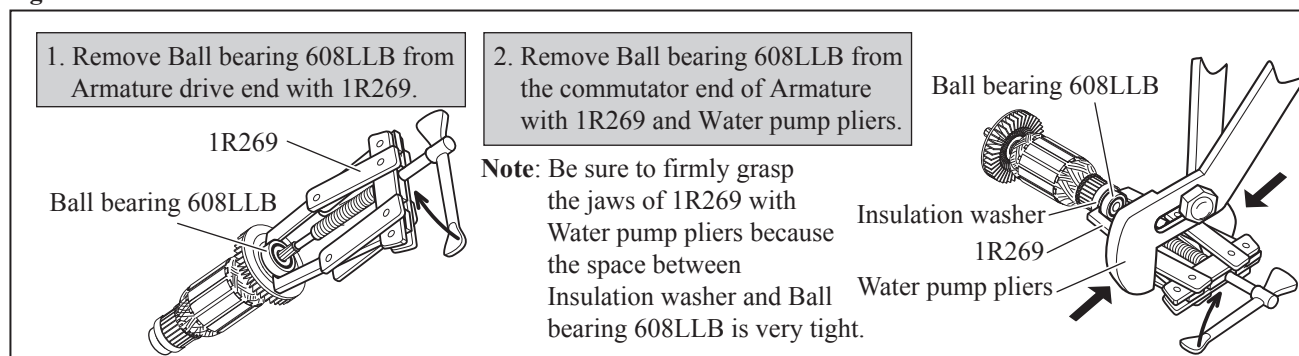 1. Remove Ball bearing 608LLB from
Armature drive end with 1R269.
1R269
Ball bearing 608LLB
2. Remove Ball bearing 608LLB from
the commutator end of Armature
with 1R269 and Water pump pliers.
Note: Be sure to firmly grasp
the jaws of 1R269 with
Water pump pliers because
the space between
Insulation washer and Ball
bearing 608LLB is very tight.
Ball bearing 608LLB
Insulation washer
1R269
Water pump pliers